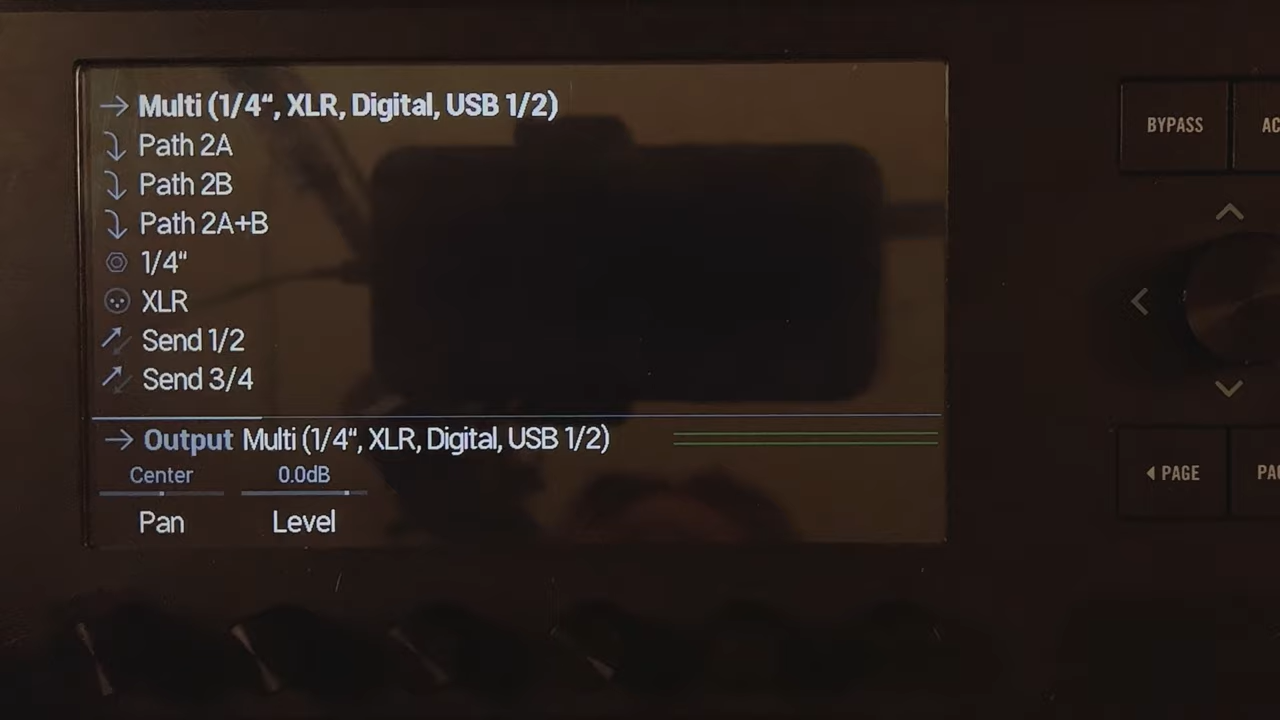 Multi (1/4“, XLR, Digital, USB 1/2)
Path 2A
Path 2B
Path 2A+B
1/4“
XLR
Send 1/2
Send 3/4
Output Multi (1/4“, XLR, Digital, USB 1/2)
Center 0.0dB
Pan Level
BYPASS
AC
PAGE
PAG